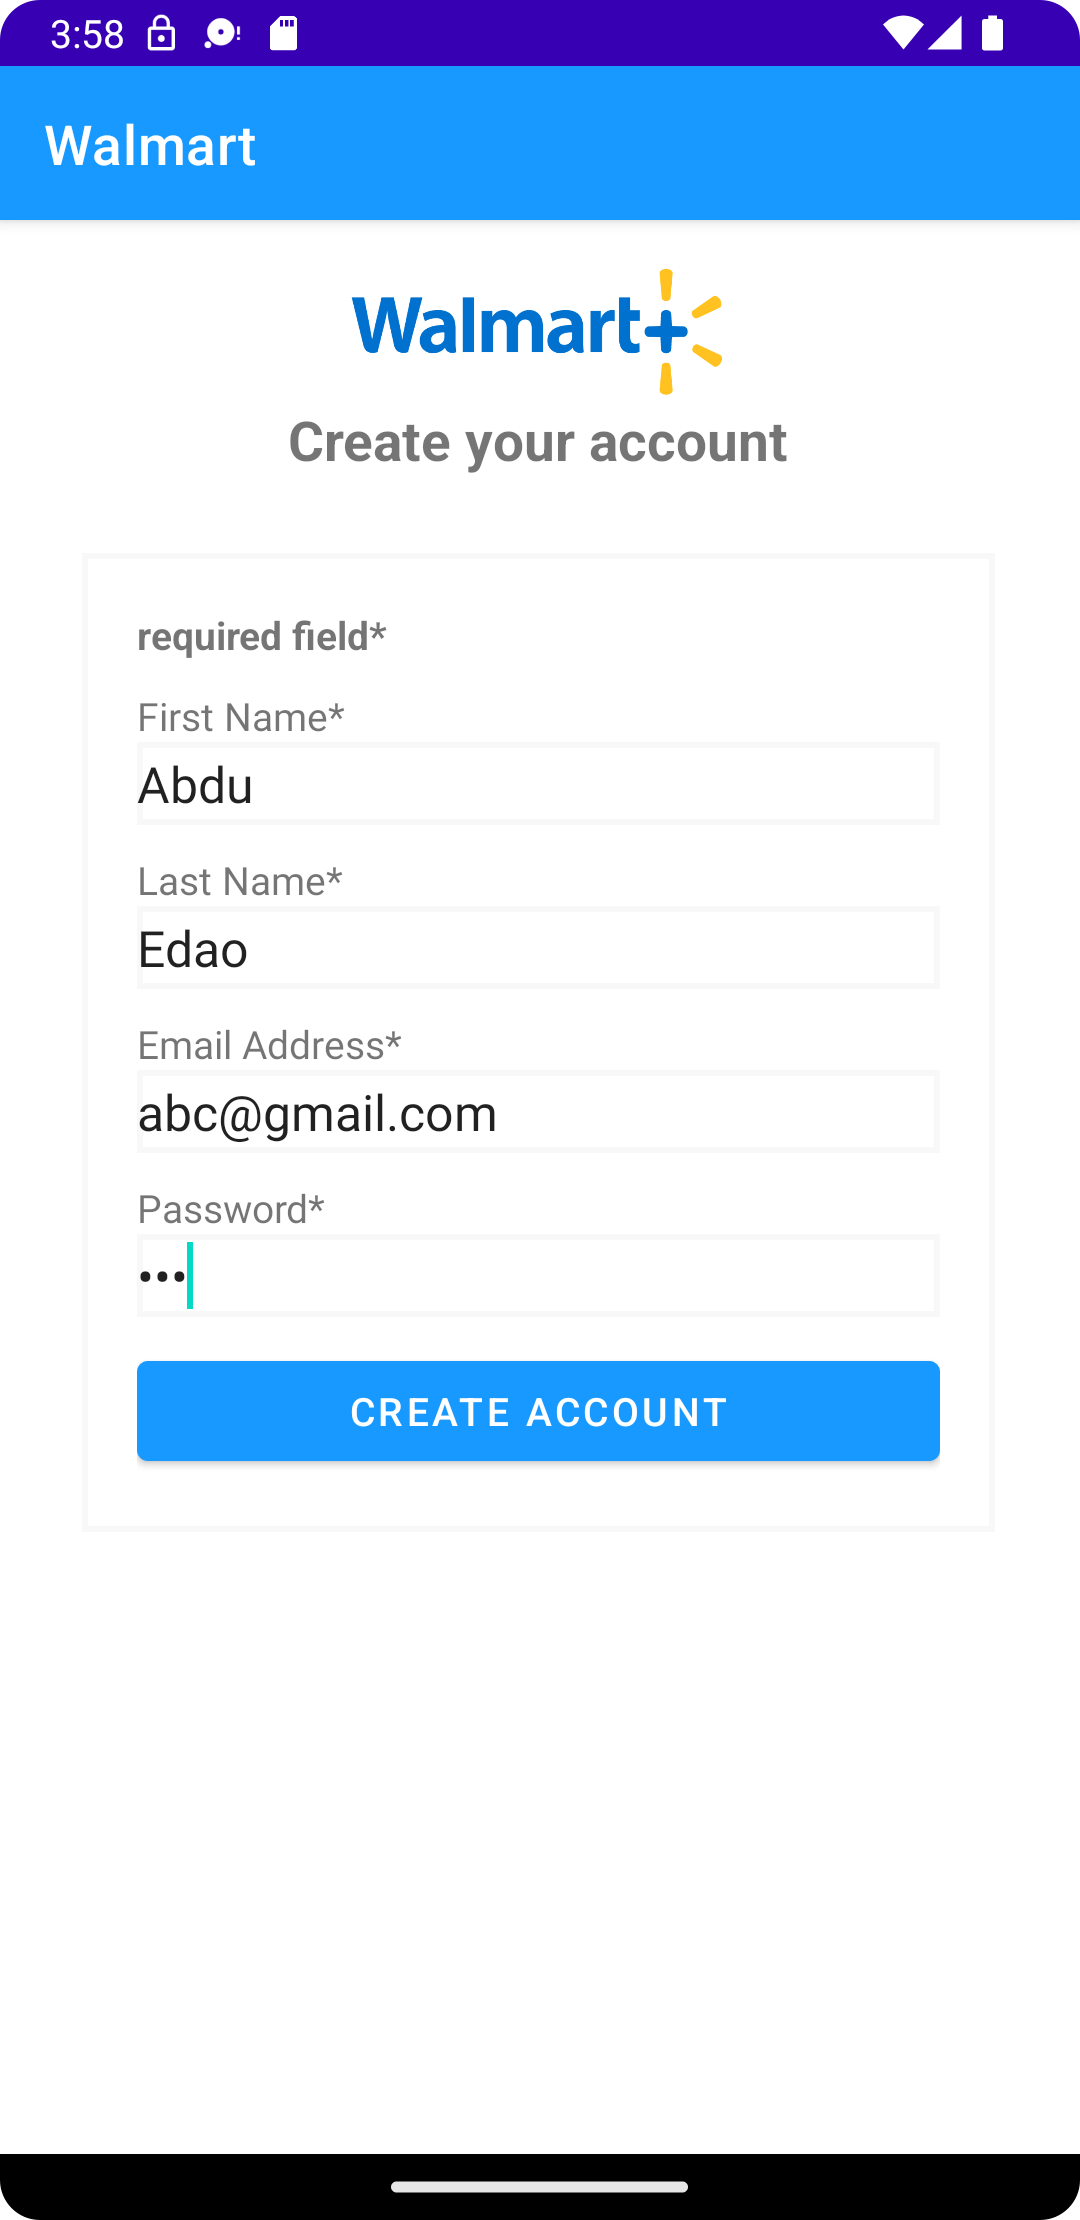 3:58
Walmart
Walmart+
Create your account
required field*
First Name*
Abdu
Last Name*
Edao
Email Address*
abc@gmail.com
Password*
•••
CREATE ACCOUNT